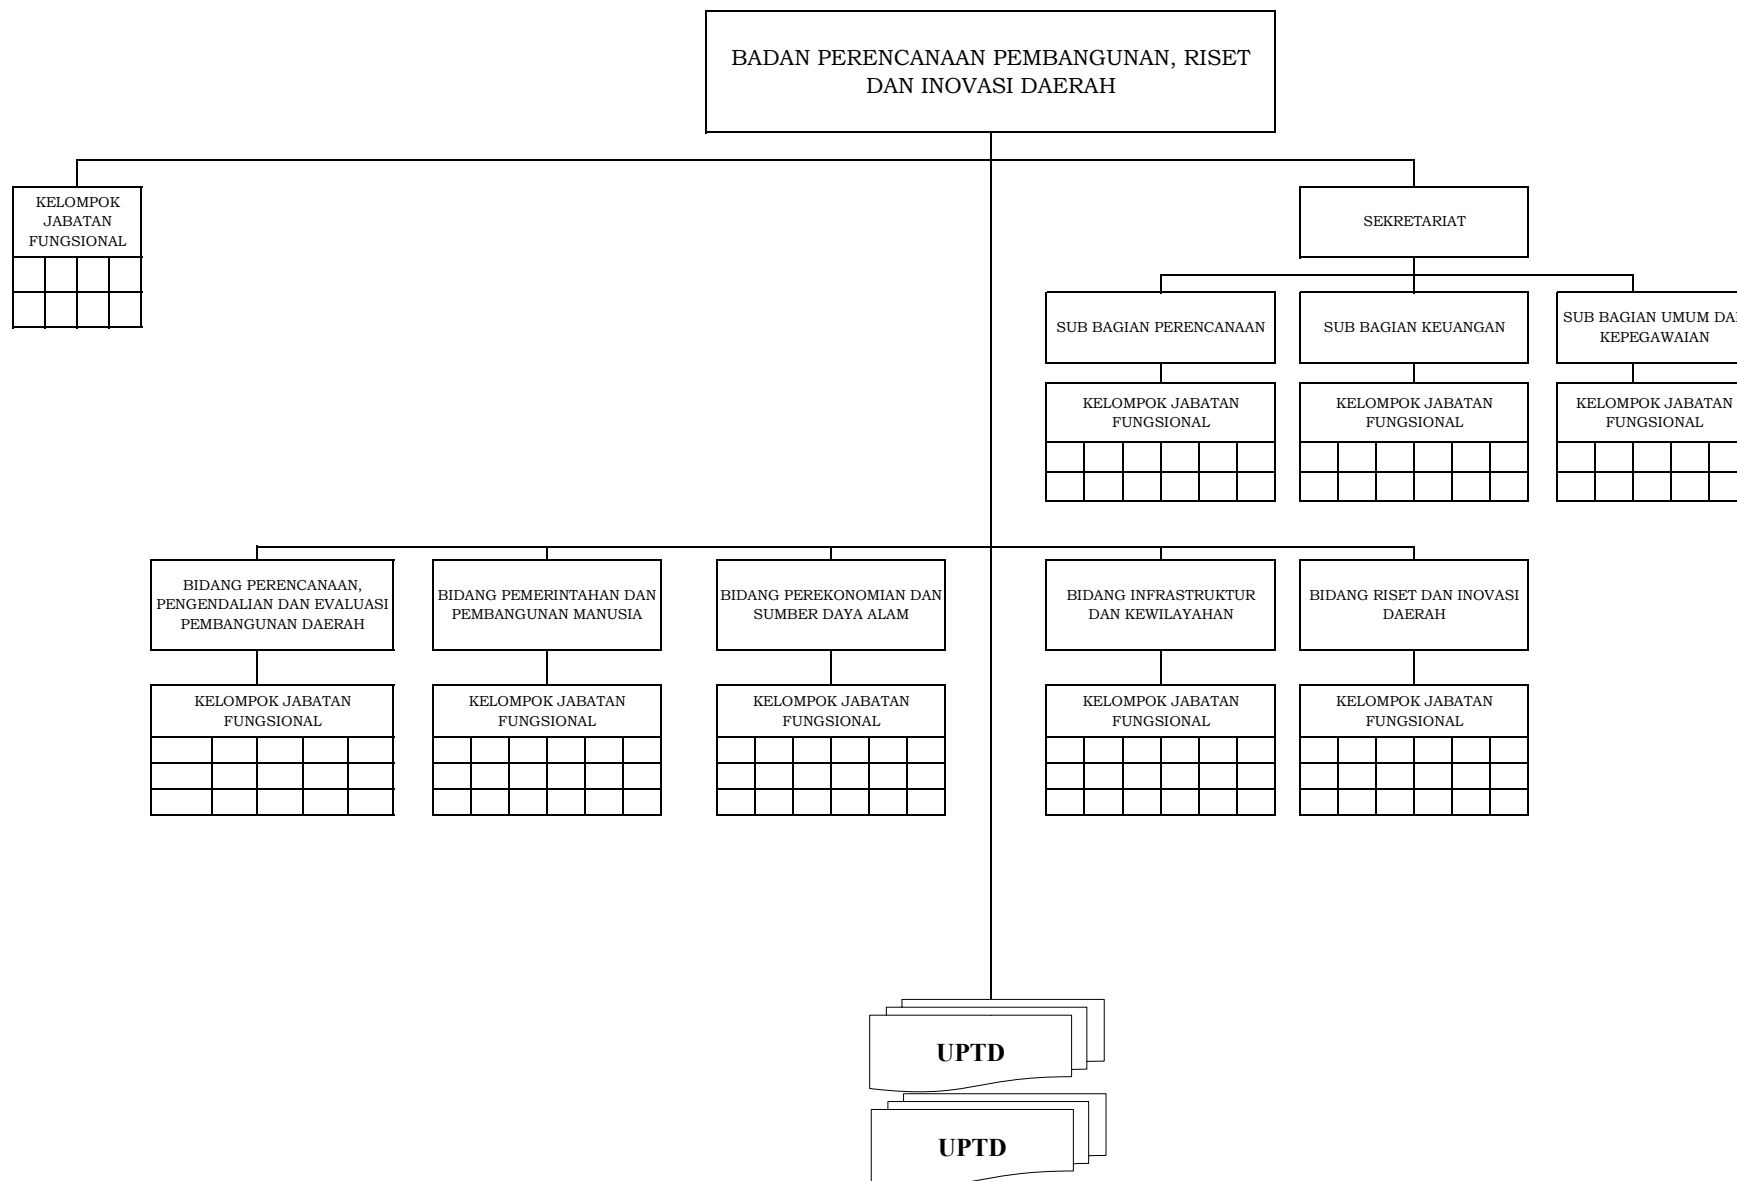 BADAN PERENCANAAN PEMBANGUNAN, RISET
DAN INOVASI DAERAH
KELOMPOK
JABATAN
FUNGSIONAL
SEKRETARIAT
SUB BAGIAN PERENCANAAN
SUB BAGIAN KEUANGAN
SUB BAGIAN UMUM
KEPEGAWAIAN
KELOMPOK JABATAN
FUNGSIONAL
KELOMPOK JABATAN
FUNGSIONAL
KELOMPOK JABATAN
FUNGSIONAL
BIDANG PERENCANAAN,
PENGENDALIAN DAN EVALUASI
PEMBANGUNAN DAERAH
BIDANG PEMERINTAHAN DAN
PEMBANGUNAN MANUSIA
BIDANG PEREKONOMIAN DAN
SUMBER DAYA ALAM
BIDANG INFRASTRUKTUR
DAN KEWILAYAHAN
BIDANG RISET DAN INOVASI
DAERAH
KELOMPOK JABATAN
FUNGSIONAL
KELOMPOK JABATAN
FUNGSIONAL
KELOMPOK JABATAN
FUNGSIONAL
KELOMPOK JABATAN
FUNGSIONAL
KELOMPOK JABATAN
FUNGSIONAL
UPTD
UPTD